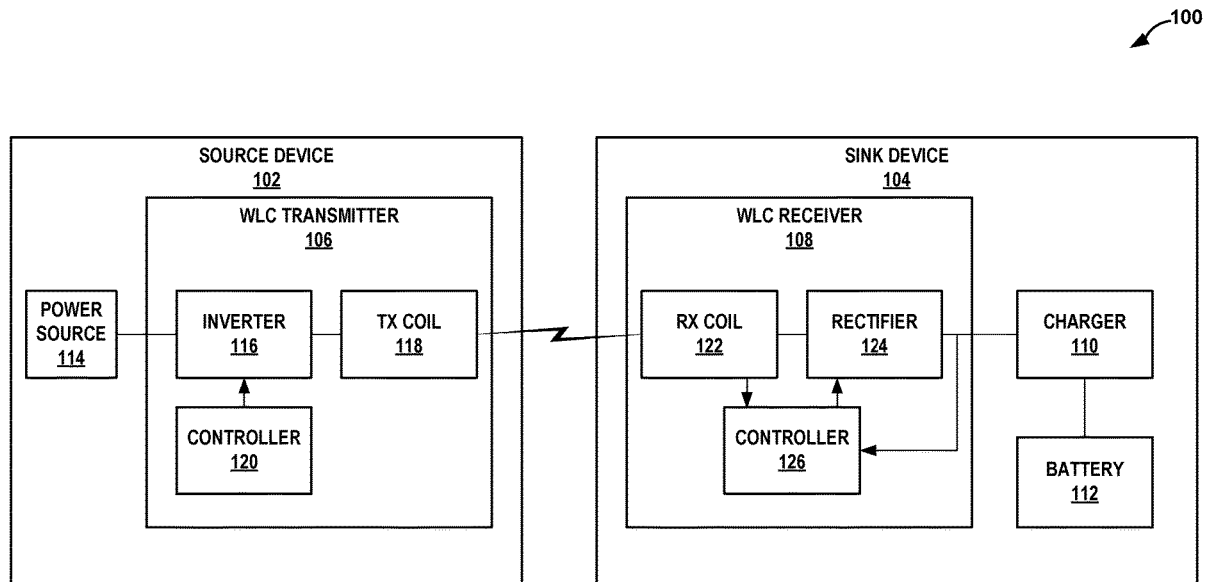 100
SOURCE DEVICE
102
WLC TRANSMITTER
106
POWER
SOURCE
114
INVERTER
116
TX COIL
118
CONTROLLER
120
SINK DEVICE
104
WLC RECEIVER
108
RX COIL
122
RECTIFIER
124
CONTROLLER
126
CHARGER
110
BATTERY
112